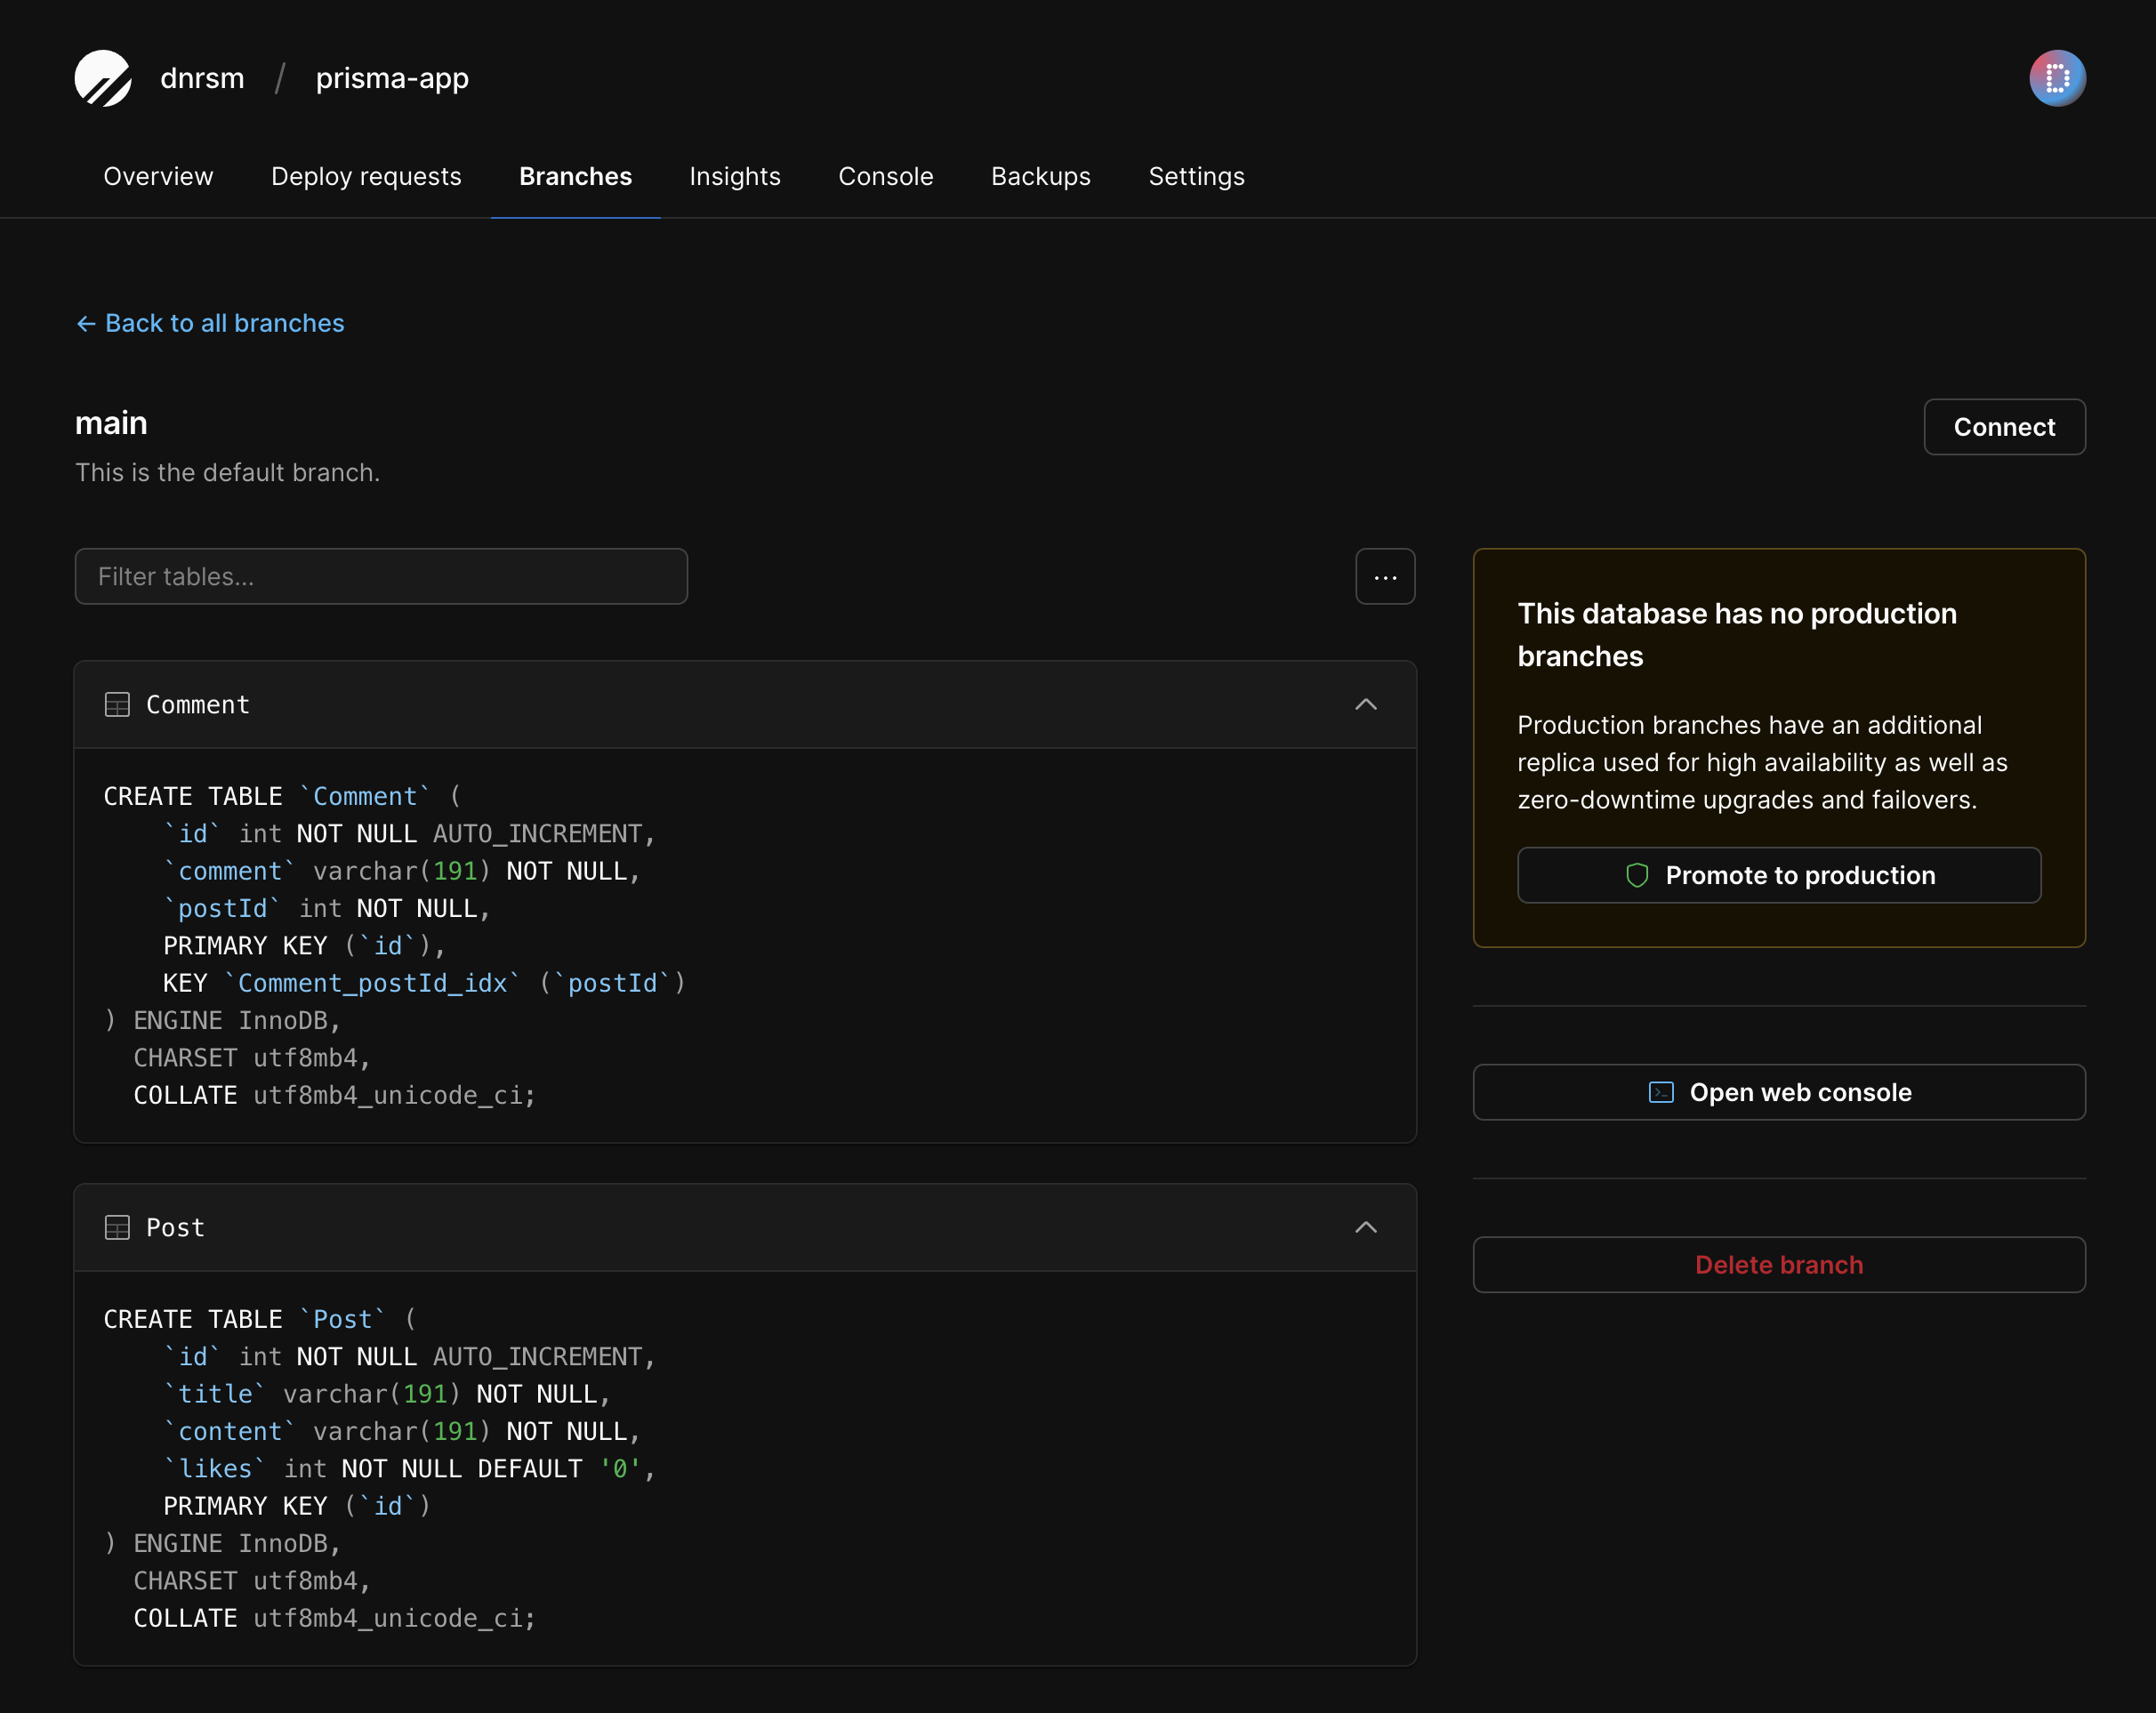 dnrsm / prisma-app
Overview Deploy requests Branches Insights Console Backups Settings
← Back to all branches
main
Connect
This is the default branch.
Filter tables...
...
Comment
CREATE TABLE `Comment` (
    `id` int NOT NULL AUTO_INCREMENT,
    `comment` varchar(191) NOT NULL,
    `postId` int NOT NULL,
    PRIMARY KEY (`id`),
    KEY `Comment_postId_idx` (`postId`)
) ENGINE InnoDB,
  CHARSET utf8mb4,
  COLLATE utf8mb4_unicode_ci;
Post
CREATE TABLE `Post` (
    `id` int NOT NULL AUTO_INCREMENT,
    `title` varchar(191) NOT NULL,
    `content` varchar(191) NOT NULL,
    `likes` int NOT NULL DEFAULT '0',
    PRIMARY KEY (`id`)
) ENGINE InnoDB,
  CHARSET utf8mb4,
  COLLATE utf8mb4_unicode_ci;
This database has no production
branches
Production branches have an additional
replica used for high availability as well as
zero-downtime upgrades and failovers.
Promote to production
Open web console
Delete branch
D